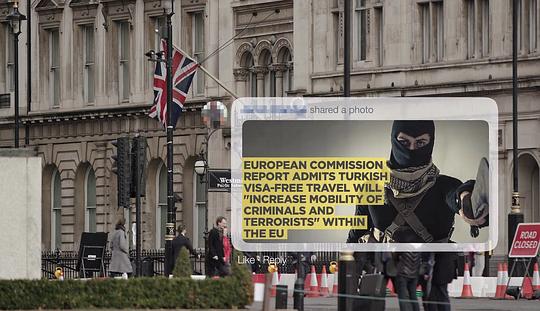 shared a photo
EUROPEAN COMMISSION
REPORT ADMITS TURKISH
VISA-FREE TRAVEL WILL
"INCREASE MOBILITY OF
CRIMINALS AND
TERRORISTS" WITHIN
THE EU
Like Reply
ROAD
CLOSED